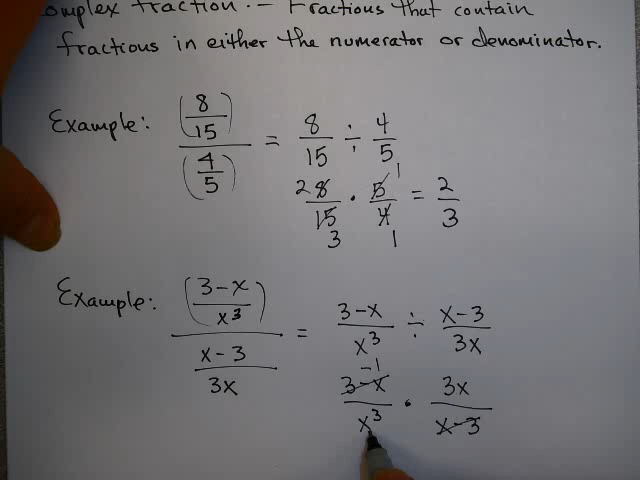 omplex fraction. – Fractions that contain
fractions in either the numerator or denominator.
Example: (8/15)/(4/5) = 8/15 ÷ 4/5
2 8/15 · 5/4 1 = 2/3
3 1
Example: ((3-x)/x³)/((x-3)/3x) = (3-x)/x³ ÷ (x-3)/3x
-1
(3-x)/x³ · 3x/(x-3)